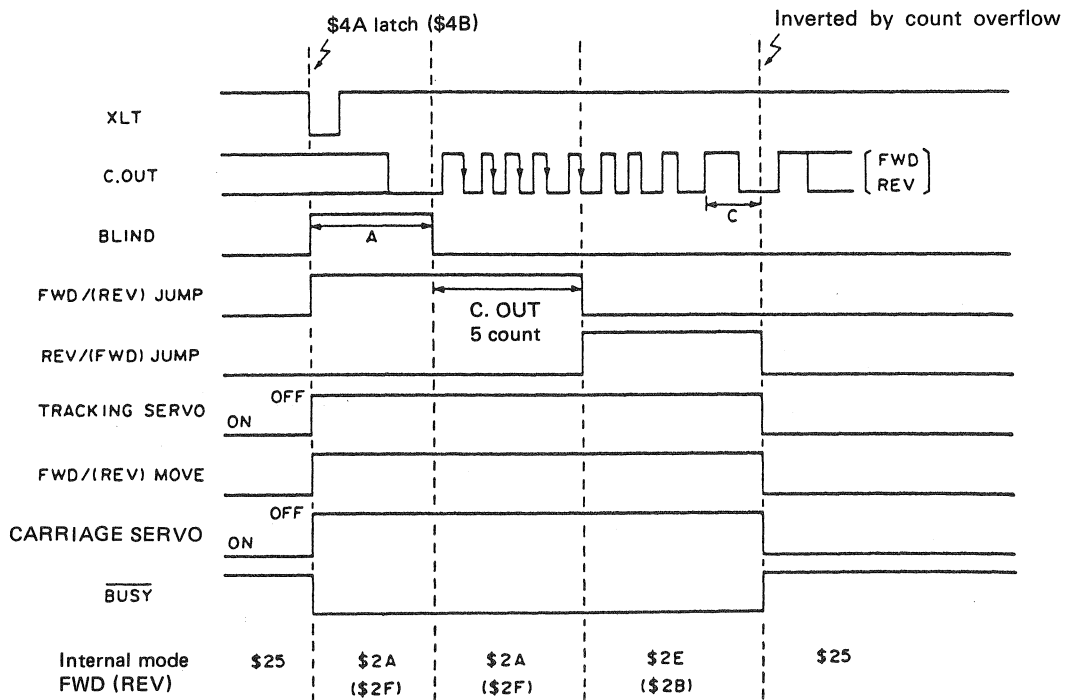 $4A latch ($4B)
Inverted by count overflow
XLT
C.OUT
FWD
REV
C
BLIND
A
FWD/(REV) JUMP
C. OUT
5 count
REV/(FWD) JUMP
OFF
TRACKING SERVO
ON
FWD/(REV) MOVE
OFF
CARRIAGE SERVO
ON
BUSY
Internal mode $25 $2A $2A $2E $25
FWD (REV) ($2F) ($2F) ($2B)